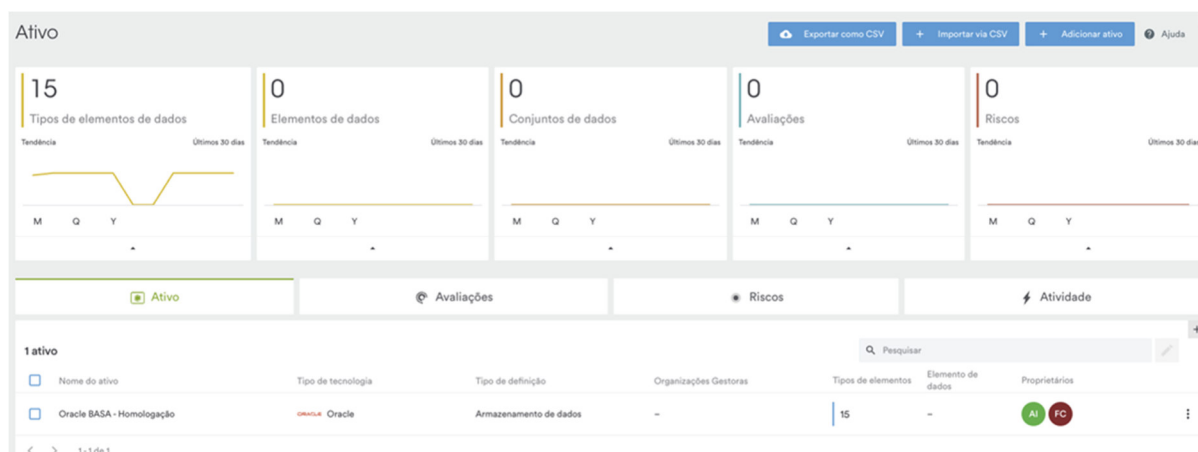 Ativo
Exportar como CSV
+ Importar via CSV
+ Adicionar ativo
Ajuda
15
Tipos de elementos de dados
Tendência Últimos 30 dias
M Q Y
0
Elementos de dados
Tendência Últimos 30 dias
M Q Y
0
Conjuntos de dados
Tendência Últimos 30 dias
M Q Y
0
Avaliações
Tendência Últimos 30 dias
M Q Y
0
Riscos
Tendência Últimos 30 dias
M Q Y
Ativo
Avaliações
Riscos
Atividade
+
1 ativo
Pesquisar
Nome do ativo
Tipo de tecnologia
Tipo de definição
Organizações Gestoras
Tipos de elementos
Elemento de
dados
Proprietários
Oracle BASA - Homologação
ORACLE Oracle
Armazenamento de dados
–
15
–
AI FC
1 - 1 de 1